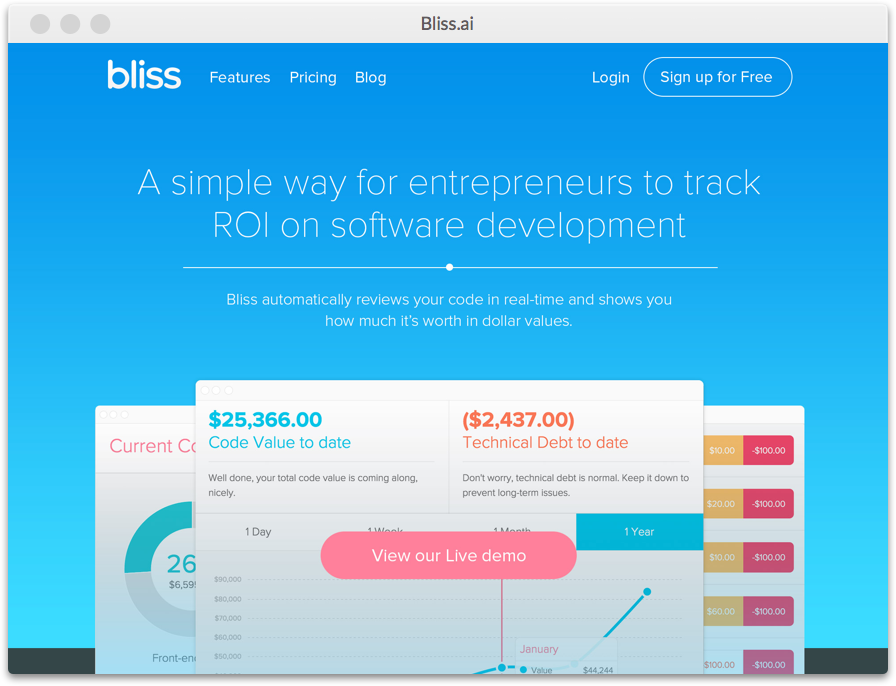 Bliss.ai
bliss
Features Pricing Blog
Login Sign up for Free
A simple way for entrepreneurs to track
ROI on software development
Bliss automatically reviews your code in real-time and shows you
how much it's worth in dollar values.
Current
$25,366.00
Code Value to date
Well done, your total code value is coming along,
nicely.
($2,437.00)
Technical Debt to date
Don't worry, technical debt is normal. Keep it down to
prevent long-term issues.
1 Day 1 Week 1 Month 1 Year
View our Live demo
$90,000
$80,000
$70,000
$60,000
$50,000
January
Value $44,244
26
Front-en
$10.00 -$100.00
$20.00 -$100.00
$10.00 -$100.00
$60.00 -$100.00
$100.00 -$100.00